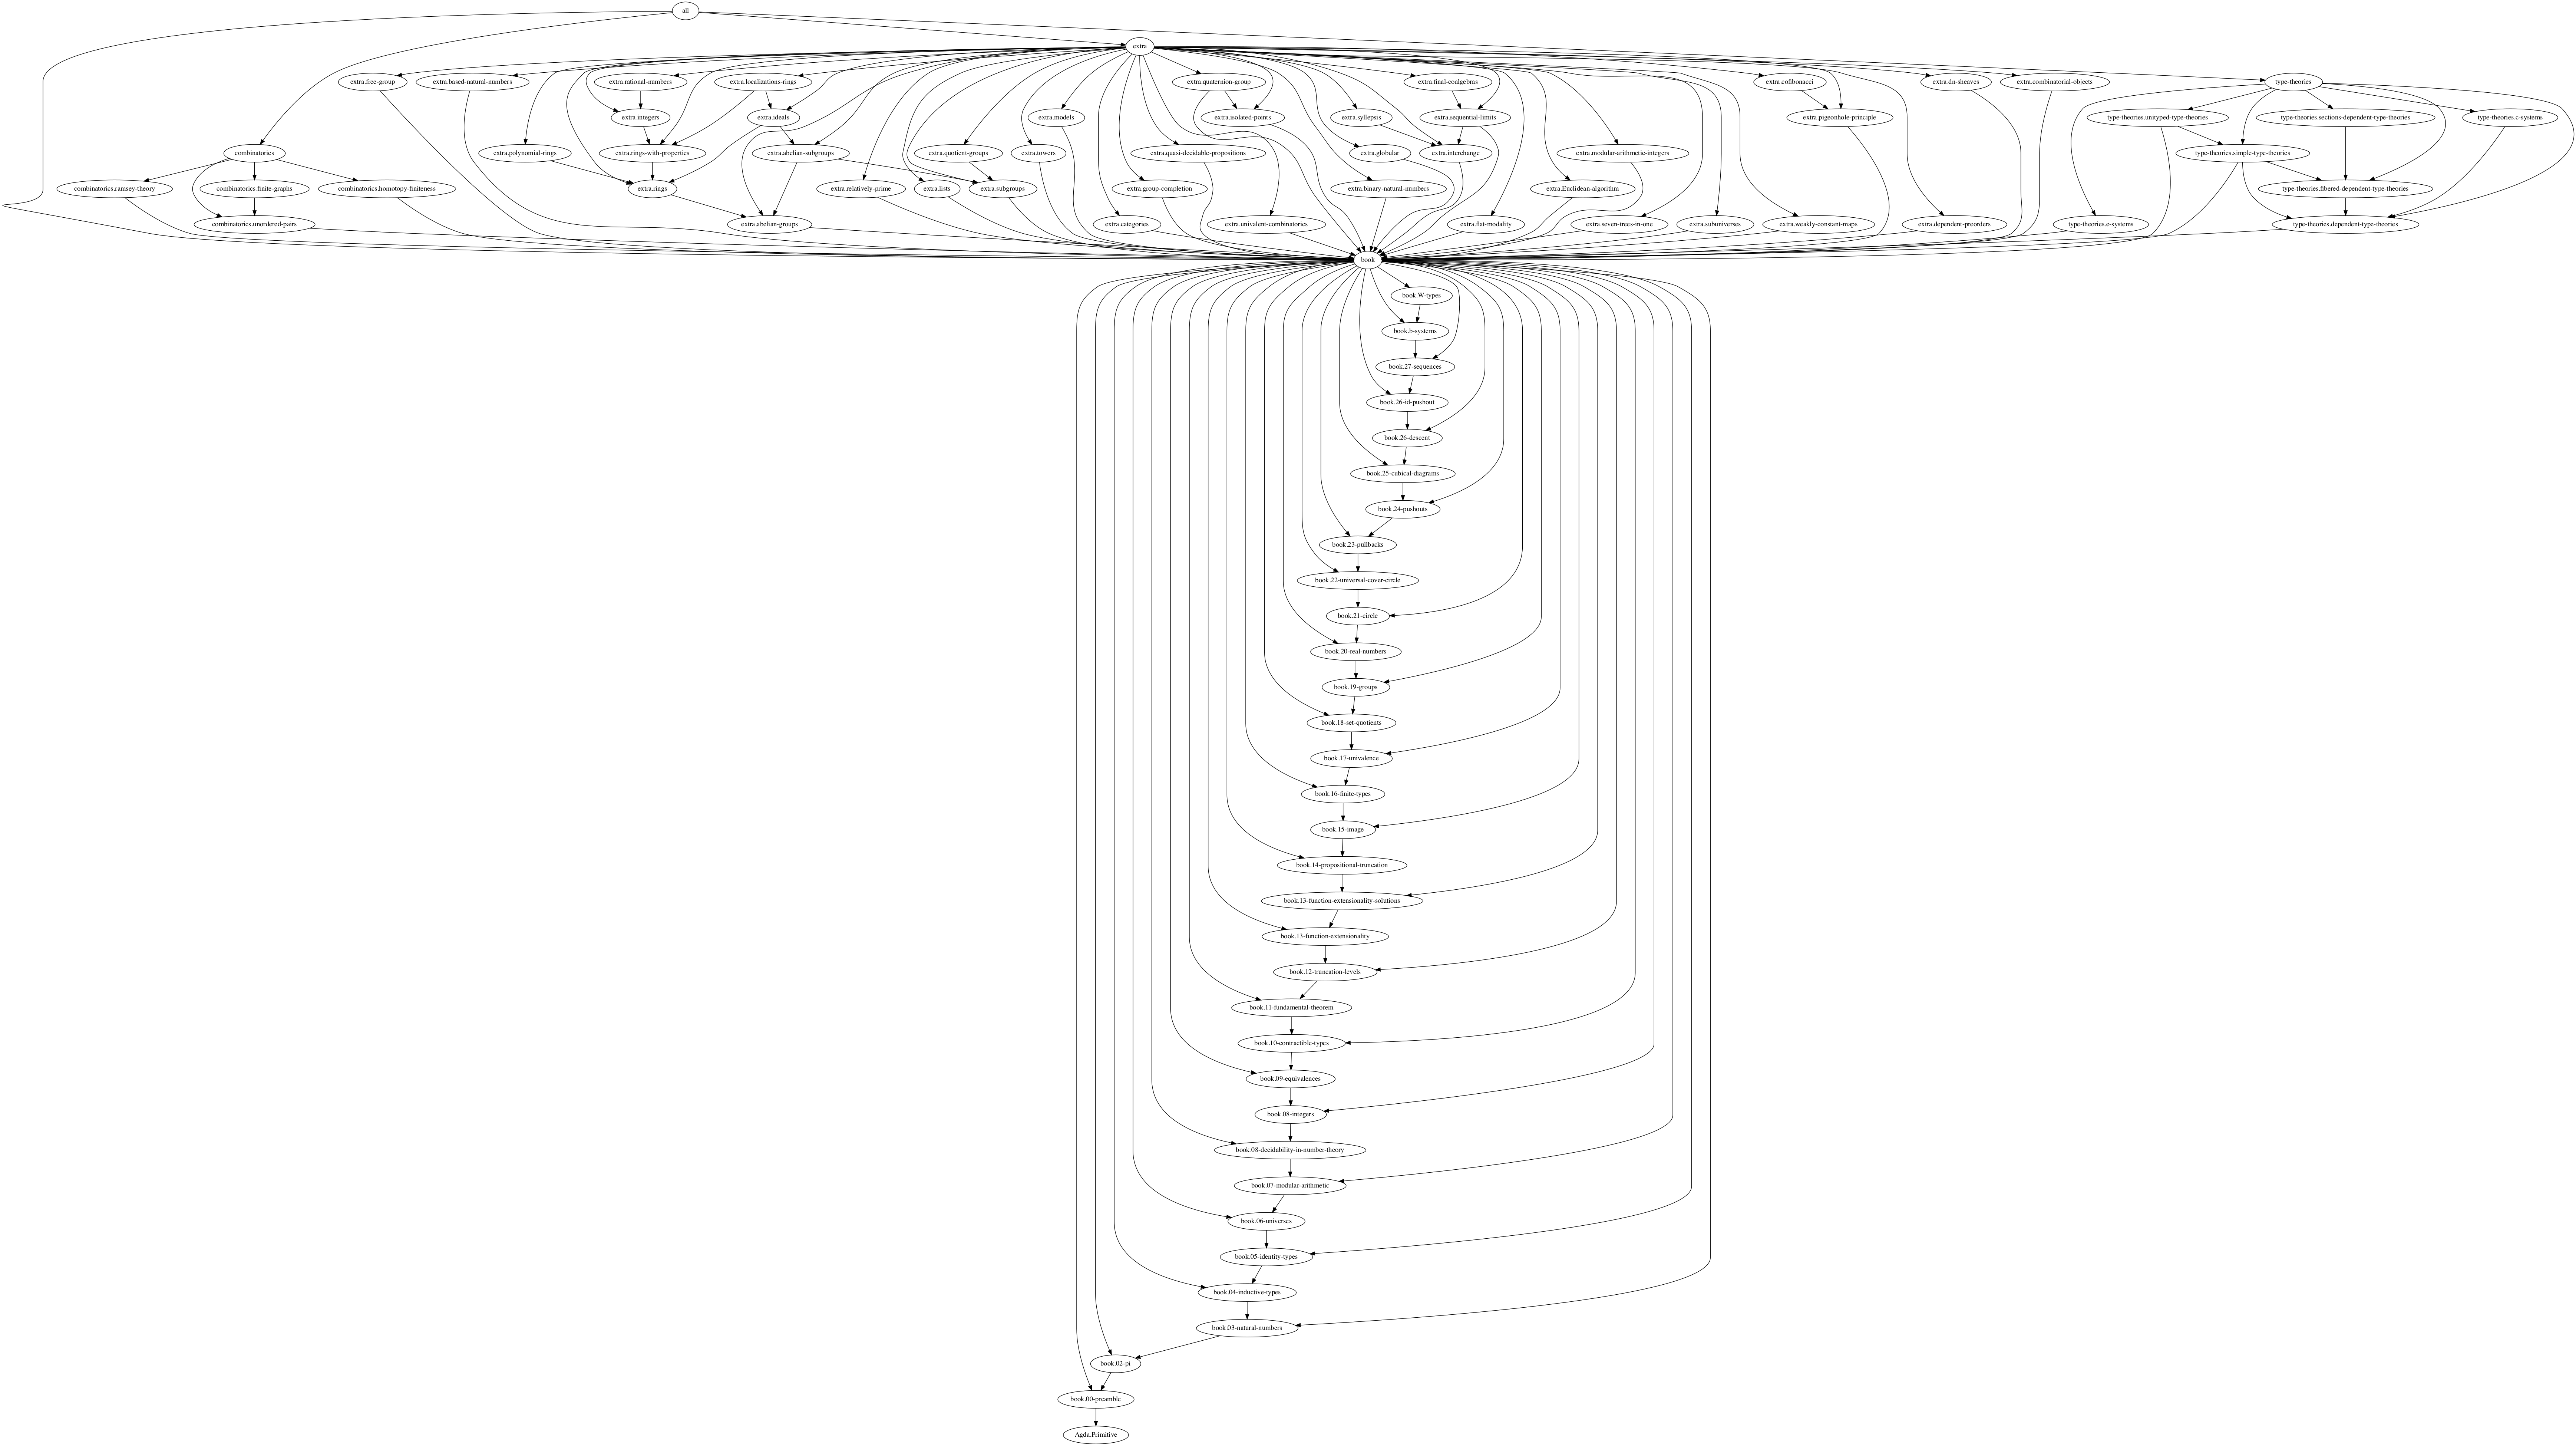 all
extra
extra.free-group
extra.based-natural-numbers
extra.rational-numbers
extra.localizations-rings
extra.quaternion-group
extra.final-coalgebras
extra.cofibonacci
extra.dn-sheaves
extra.combinatorial-objects
type-theories
extra.integers
extra.ideals
extra.models
extra.isolated-points
extra.syllepsis
extra.sequential-limits
extra.pigeonhole-principle
type-theories.unityped-type-theories
type-theories.sections-dependent-type-theories
type-theories.c-systems
combinatorics
extra.polynomial-rings
extra.rings-with-properties
extra.abelian-subgroups
extra.quotient-groups
extra.towers
extra.quasi-decidable-propositions
extra.globular
extra.interchange
extra.modular-arithmetic-integers
type-theories.simple-type-theories
combinatorics.ramsey-theory
combinatorics.finite-graphs
combinatorics.homotopy-finiteness
extra.rings
extra.relatively-prime
extra.lists
extra.subgroups
extra.group-completion
extra.binary-natural-numbers
extra.Euclidean-algorithm
type-theories.fibered-dependent-type-theories
combinatorics.unordered-pairs
extra.abelian-groups
extra.categories
extra.univalent-combinatorics
extra.flat-modality
extra.seven-trees-in-one
extra.subuniverses
extra.weakly-constant-maps
extra.dependent-preorders
type-theories.e-systems
type-theories.dependent-type-theories
book
book.W-types
book.b-systems
book.27-sequences
book.26-id-pushout
book.26-descent
book.25-cubical-diagrams
book.24-pushouts
book.23-pullbacks
book.22-universal-cover-circle
book.21-circle
book.20-real-numbers
book.19-groups
book.18-set-quotients
book.17-univalence
book.16-finite-types
book.15-image
book.14-propositional-truncation
book.13-function-extensionality-solutions
book.13-function-extensionality
book.12-truncation-levels
book.11-fundamental-theorem
book.10-contractible-types
book.09-equivalences
book.08-integers
book.08-decidability-in-number-theory
book.07-modular-arithmetic
book.06-universes
book.05-identity-types
book.04-inductive-types
book.03-natural-numbers
book.02-pi
book.00-preamble
Agda.Primitive